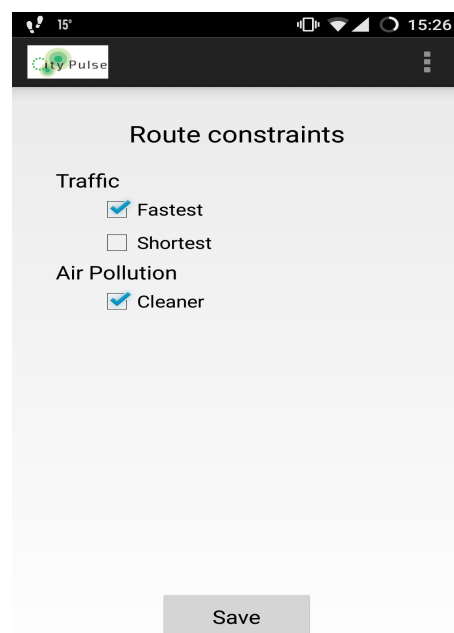 15°
15:26
City Pulse
Route constraints
Traffic
Fastest
Shortest
Air Pollution
Cleaner
Save